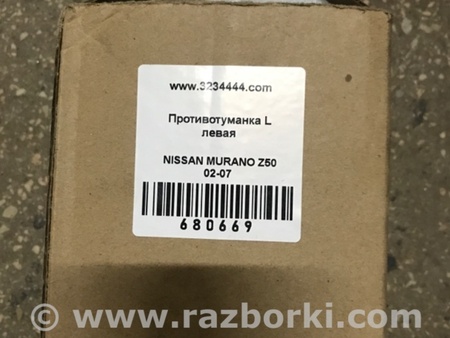 www.3234444.com
Противотуманка L
левая
NISSAN MURANO Z50
02-07
680669
© www.razborki.com